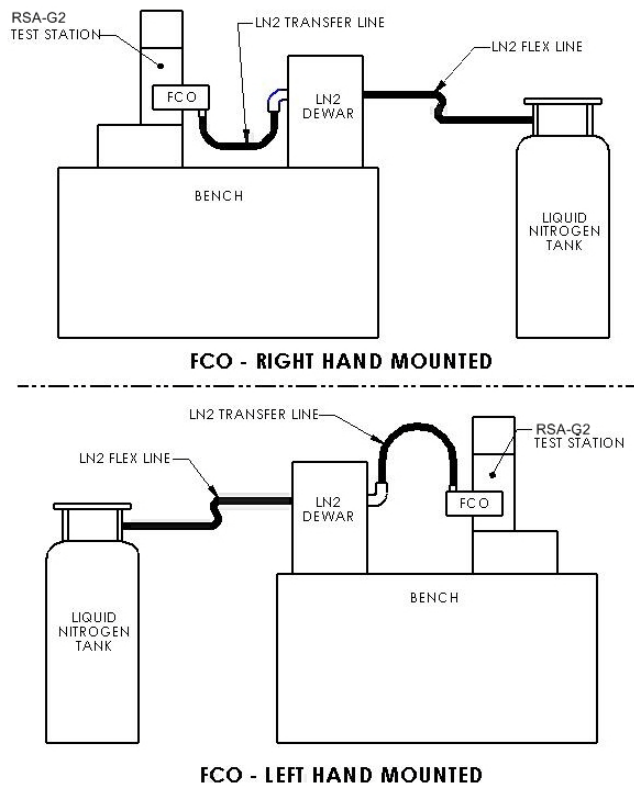 RSA-G2
TEST STATION
LN2 TRANSFER LINE
LN2 FLEX LINE
FCO
LN2
DEWAR
BENCH
LIQUID
NITROGEN
TANK
FCO - RIGHT HAND MOUNTED
LN2 TRANSFER LINE
RSA-G2
TEST STATION
LN2 FLEX LINE
LN2
DEWAR
FCO
BENCH
LIQUID
NITROGEN
TANK
FCO - LEFT HAND MOUNTED